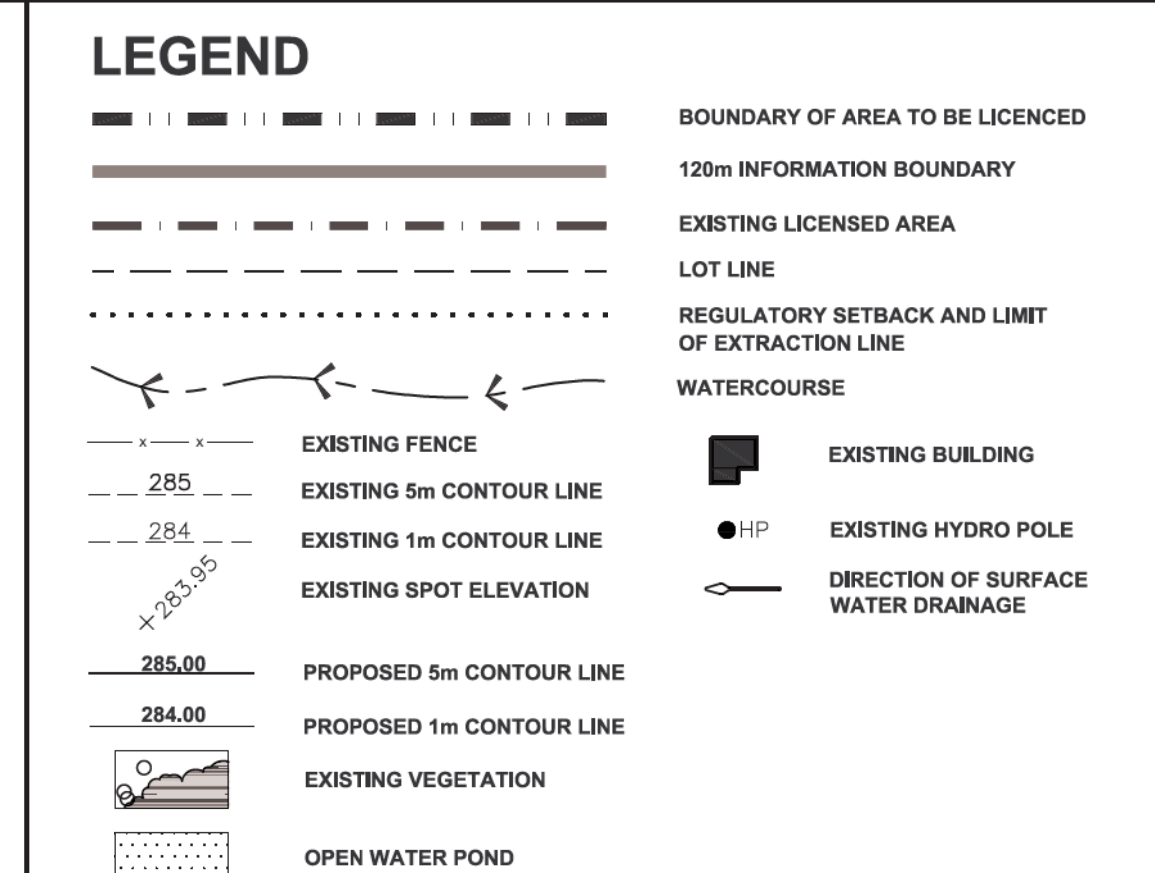 LEGEND
BOUNDARY OF AREA TO BE LICENCED
120m INFORMATION BOUNDARY
EXISTING LICENSED AREA
LOT LINE
REGULATORY SETBACK AND LIMIT
OF EXTRACTION LINE
WATERCOURSE
x x EXISTING FENCE
285 EXISTING 5m CONTOUR LINE
284 EXISTING 1m CONTOUR LINE
283.95 EXISTING SPOT ELEVATION
285.00 PROPOSED 5m CONTOUR LINE
284.00 PROPOSED 1m CONTOUR LINE
EXISTING VEGETATION
OPEN WATER POND
EXISTING BUILDING
HP EXISTING HYDRO POLE
DIRECTION OF SURFACE
WATER DRAINAGE